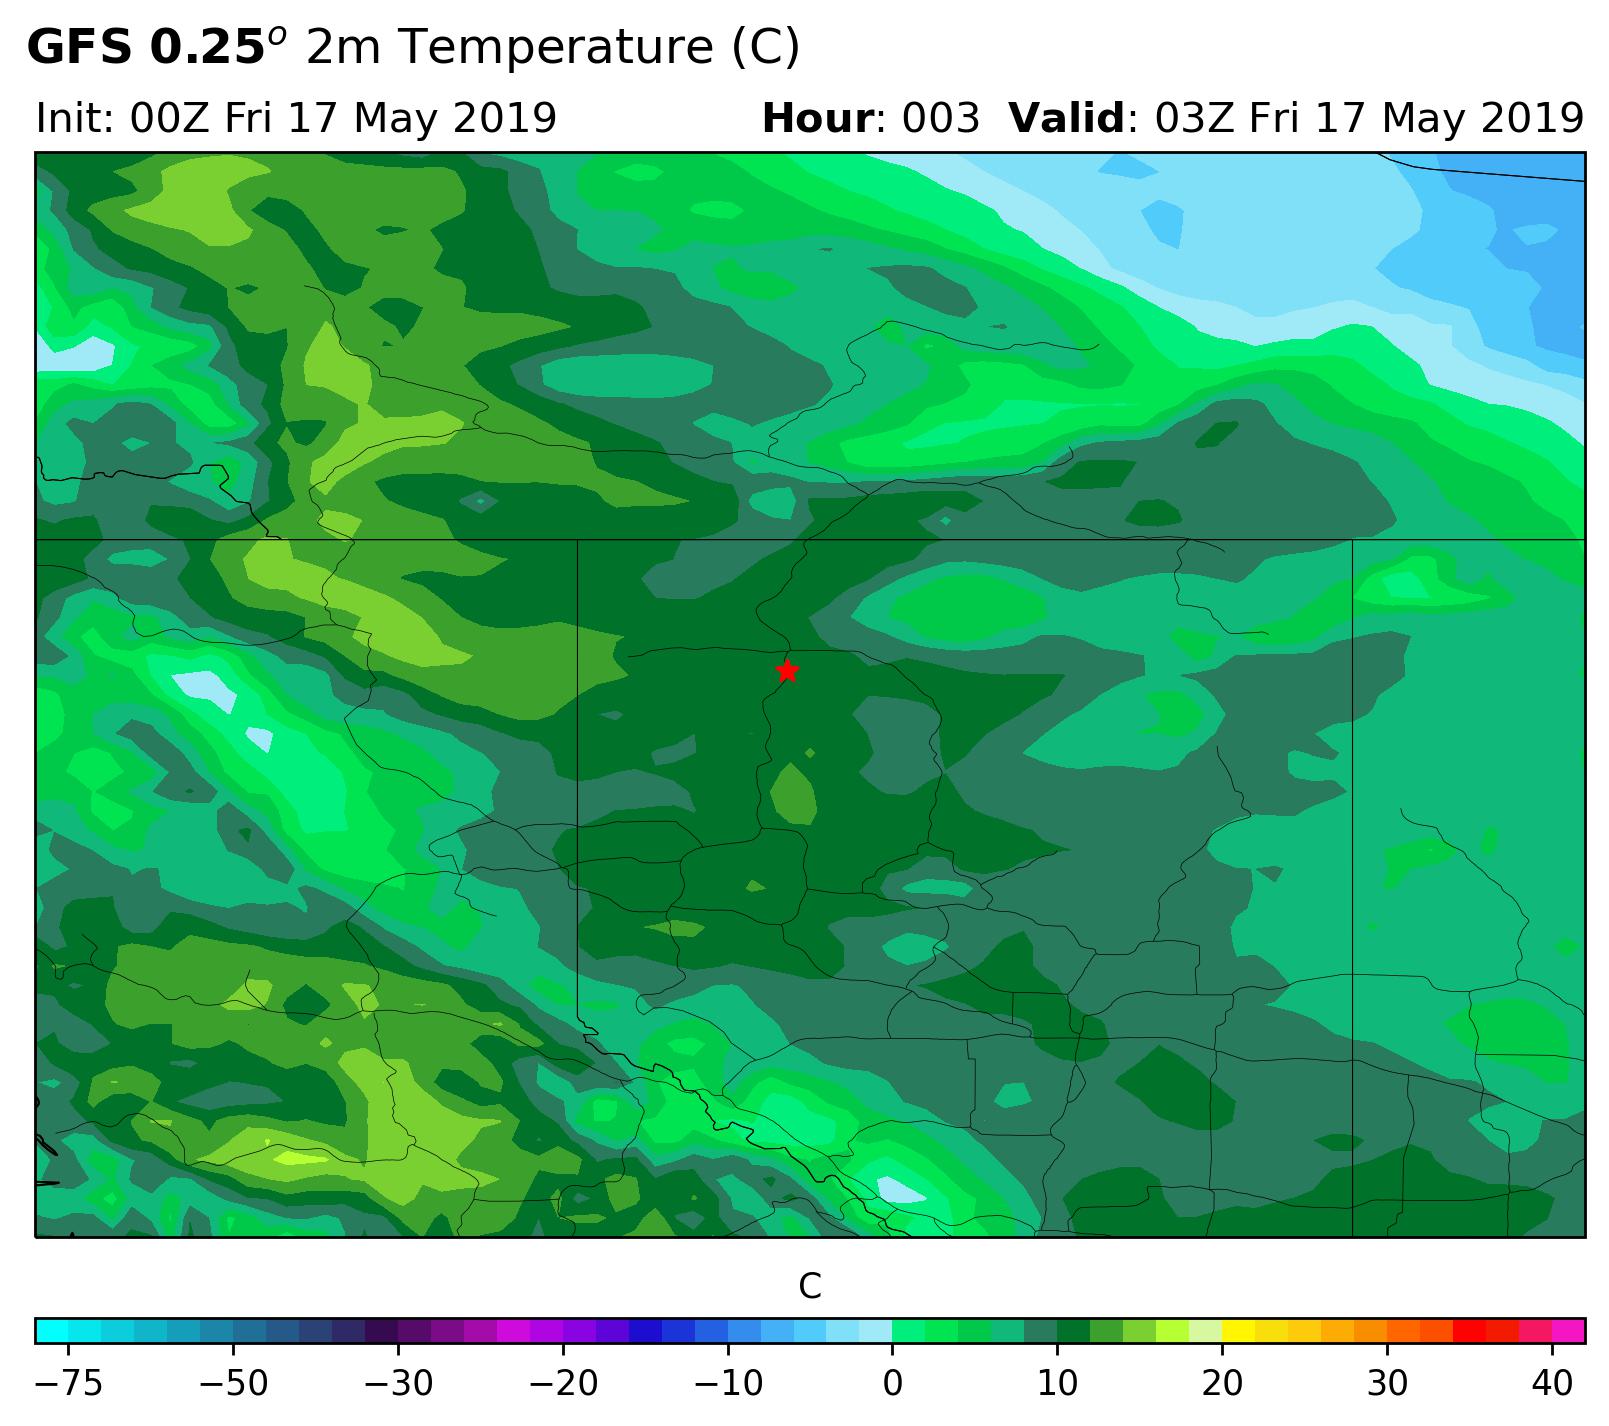 GFS 0.25° 2m Temperature (C)
Init: 00Z Fri 17 May 2019 Hour: 003 Valid: 03Z Fri 17 May 2019
C
−75 −50 −30 −20 −10 0 10 20 30 40